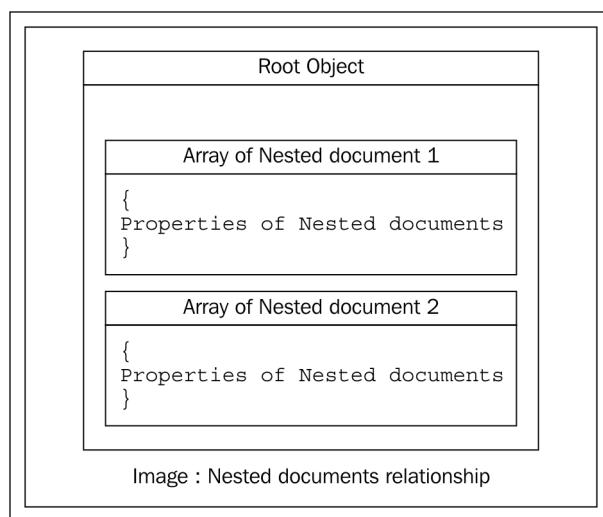 Root Object
Array of Nested document 1
{
Properties of Nested documents
}
Array of Nested document 2
{
Properties of Nested documents
}
Image : Nested documents relationship